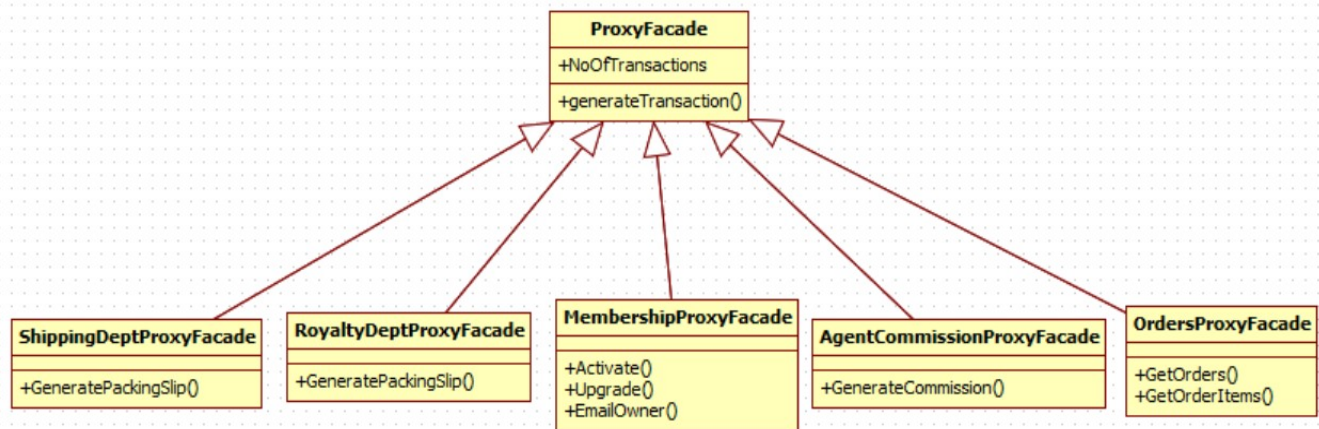 ProxyFacade
+NoOfTransactions
+generateTransaction()
ShippingDeptProxyFacade
+GeneratePackingSlip()
RoyaltyDeptProxyFacade
+GeneratePackingSlip()
MembershipProxyFacade
+Activate()
+Upgrade()
+EmailOwner()
AgentCommissionProxyFacade
+GenerateCommission()
OrdersProxyFacade
+GetOrders()
+GetOrderItems()